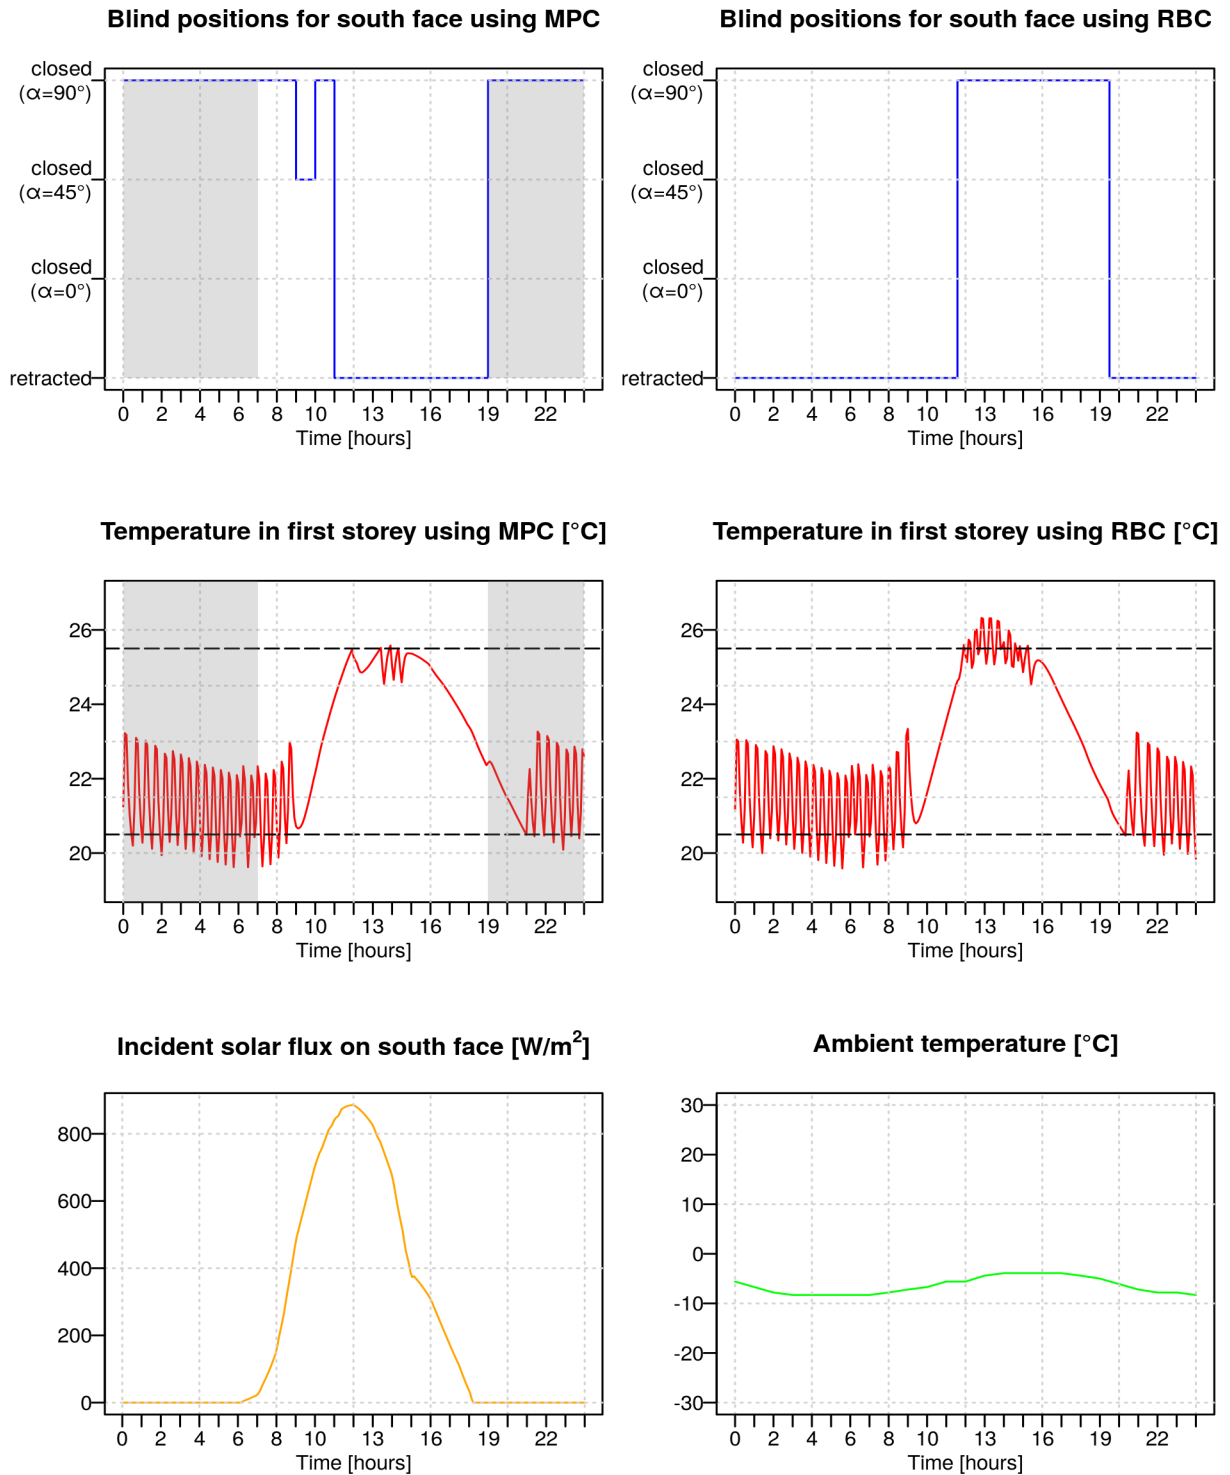 Blind positions for south face using MPC
closed
(α=90°)
closed
(α=45°)
closed
(α=0°)
retracted
0 2 4 6 8 10 13 16 19 22
Time [hours]
Blind positions for south face using RBC
closed
(α=90°)
closed
(α=45°)
closed
(α=0°)
retracted
0 2 4 6 8 10 13 16 19 22
Time [hours]
Temperature in first storey using MPC [°C]
26
24
22
20
0 2 4 6 8 10 13 16 19 22
Time [hours]
Temperature in first storey using RBC [°C]
26
24
22
20
0 2 4 6 8 10 13 16 19 22
Time [hours]
Incident solar flux on south face [W/m²]
800
600
400
200
0
0 2 4 6 8 10 13 16 19 22
Time [hours]
Ambient temperature [°C]
30
20
10
0
-10
-20
-30
0 2 4 6 8 10 13 16 19 22
Time [hours]